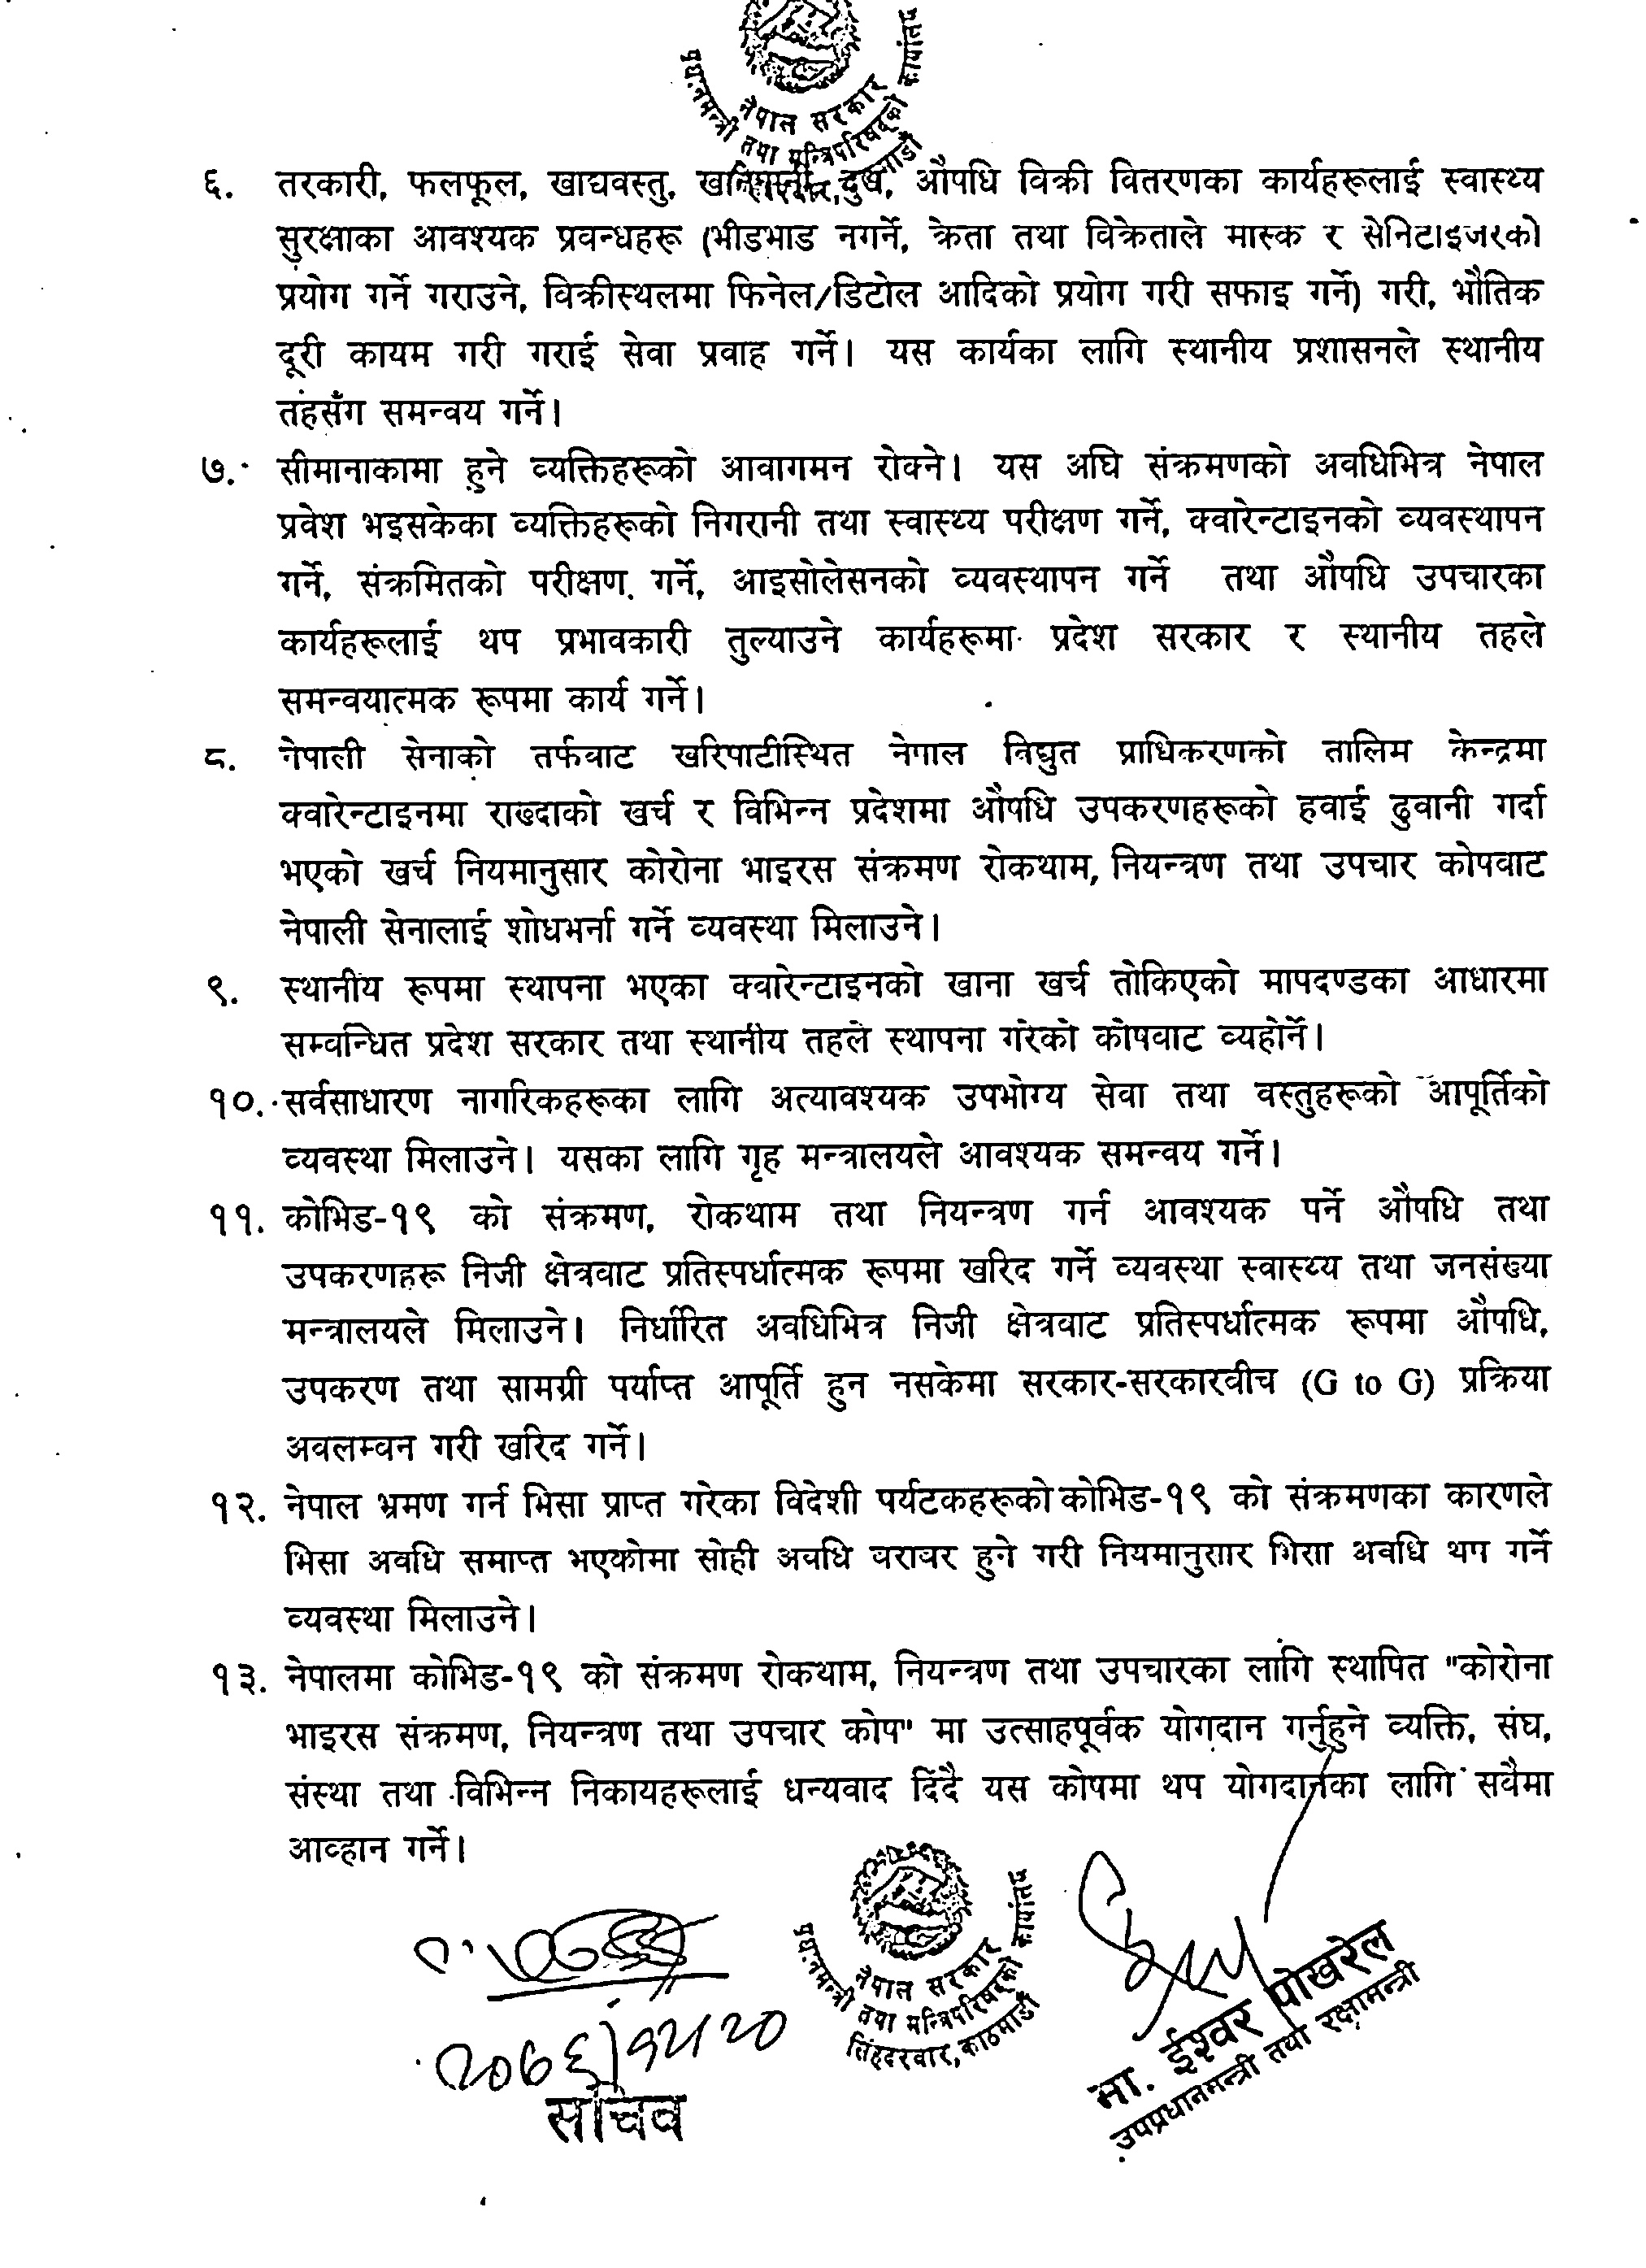 नेपाल सरकार
प्रधानमन्त्री तथा मन्त्रिपरिषद्को कार्यालय
६. तरकारी, फलफूल, खाद्यवस्तु, खानेपानी, दुध, औषधि विक्री वितरणका कार्यहरूलाई स्वास्थ्य
सुरक्षाका आवश्यक प्रवन्धहरू (भीडभाड नगर्ने, क्रेता तथा विक्रेताले मास्क र सेनिटाइजरको
प्रयोग गर्ने गराउने, विक्रीस्थलमा फिनेल/डिटोल आदिको प्रयोग गरी सफाइ गर्ने) गरी, भौतिक
दूरी कायम गरी गराई सेवा प्रवाह गर्ने। यस कार्यका लागि स्थानीय प्रशासनले स्थानीय
तहसँग समन्वय गर्ने।
७. सीमानाकामा हुने व्यक्तिहरूको आवागमन रोक्ने। यस अघि संक्रमणको अवधिभित्र नेपाल
प्रवेश भइसकेका व्यक्तिहरूको निगरानी तथा स्वास्थ्य परीक्षण गर्ने, क्वारेन्टाइनको व्यवस्थापन
गर्ने, संक्रमितको परीक्षण गर्ने, आइसोलेसनको व्यवस्थापन गर्ने तथा औषधि उपचारका
कार्यहरूलाई थप प्रभावकारी तुल्याउने कार्यहरूमा प्रदेश सरकार र स्थानीय तहले
समन्वयात्मक रूपमा कार्य गर्ने।
८. नेपाली सेनाको तर्फवाट खरिपाटीस्थित नेपाल विद्युत प्राधिकरणको तालिम केन्द्रमा
क्वारेन्टाइनमा राख्दाको खर्च र विभिन्न प्रदेशमा औषधि उपकरणहरूको हवाई ढुवानी गर्दा
भएको खर्च नियमानुसार कोरोना भाइरस संक्रमण रोकथाम, नियन्त्रण तथा उपचार कोषवाट
नेपाली सेनालाई शोधभर्ना गर्ने व्यवस्था मिलाउने।
९. स्थानीय रूपमा स्थापना भएका क्वारेन्टाइनको खाना खर्च तोकिएको मापदण्डका आधारमा
सम्वन्धित प्रदेश सरकार तथा स्थानीय तहले स्थापना गरेको कोषवाट व्यहोर्ने।
१०. सर्वसाधारण नागरिकहरूका लागि अत्यावश्यक उपभोग्य सेवा तथा वस्तुहरूको आपूर्तिको
व्यवस्था मिलाउने। यसका लागि गृह मन्त्रालयले आवश्यक समन्वय गर्ने।
११. कोभिड-१९ को संक्रमण, रोकथाम तथा नियन्त्रण गर्न आवश्यक पर्ने औषधि तथा
उपकरणहरू निजी क्षेत्रवाट प्रतिस्पर्धात्मक रूपमा खरिद गर्ने व्यवस्था स्वास्थ्य तथा जनसंख्या
मन्त्रालयले मिलाउने। निर्धारित अवधिभित्र निजी क्षेत्रवाट प्रतिस्पर्धात्मक रूपमा औषधि,
उपकरण तथा सामग्री पर्याप्त आपूर्ति हुन नसकेमा सरकार-सरकारवीच (G to G) प्रक्रिया
अवलम्वन गरी खरिद गर्ने।
१२. नेपाल भ्रमण गर्न भिसा प्राप्त गरेका विदेशी पर्यटकहरूको कोभिड-१९ को संक्रमणका कारणले
भिसा अवधि समाप्त भएकोमा सोही अवधि वरावर हुने गरी नियमानुसार भिसा अवधि थप गर्ने
व्यवस्था मिलाउने।
१३. नेपालमा कोभिड-१९ को संक्रमण रोकथाम, नियन्त्रण तथा उपचारका लागि स्थापित "कोरोना
भाइरस संक्रमण, नियन्त्रण तथा उपचार कोष" मा उत्साहपूर्वक योगदान गर्नुहुने व्यक्ति, संघ,
संस्था तथा विभिन्न निकायहरूलाई धन्यवाद दिँदै यस कोषमा थप योगदानका लागि सवैमा
आव्हान गर्ने।
नेपाल सरकार
प्रधानमन्त्री तथा मन्त्रिपरिषद्को कार्यालय
सिंहदरवार, काठमाडौं
२०७६।१२।२०
सचिव
मा. ईश्वर पोखरेल
उपप्रधानमन्त्री तथा रक्षामन्त्री